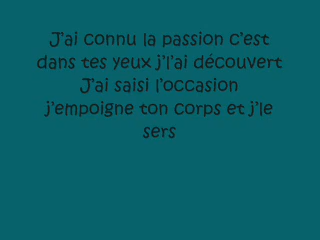 J'ai connu la passion c'est
dans tes yeux j'l'ai découvert
J'ai saisi l'occasion
j'empoigne ton corps et j'le
sers